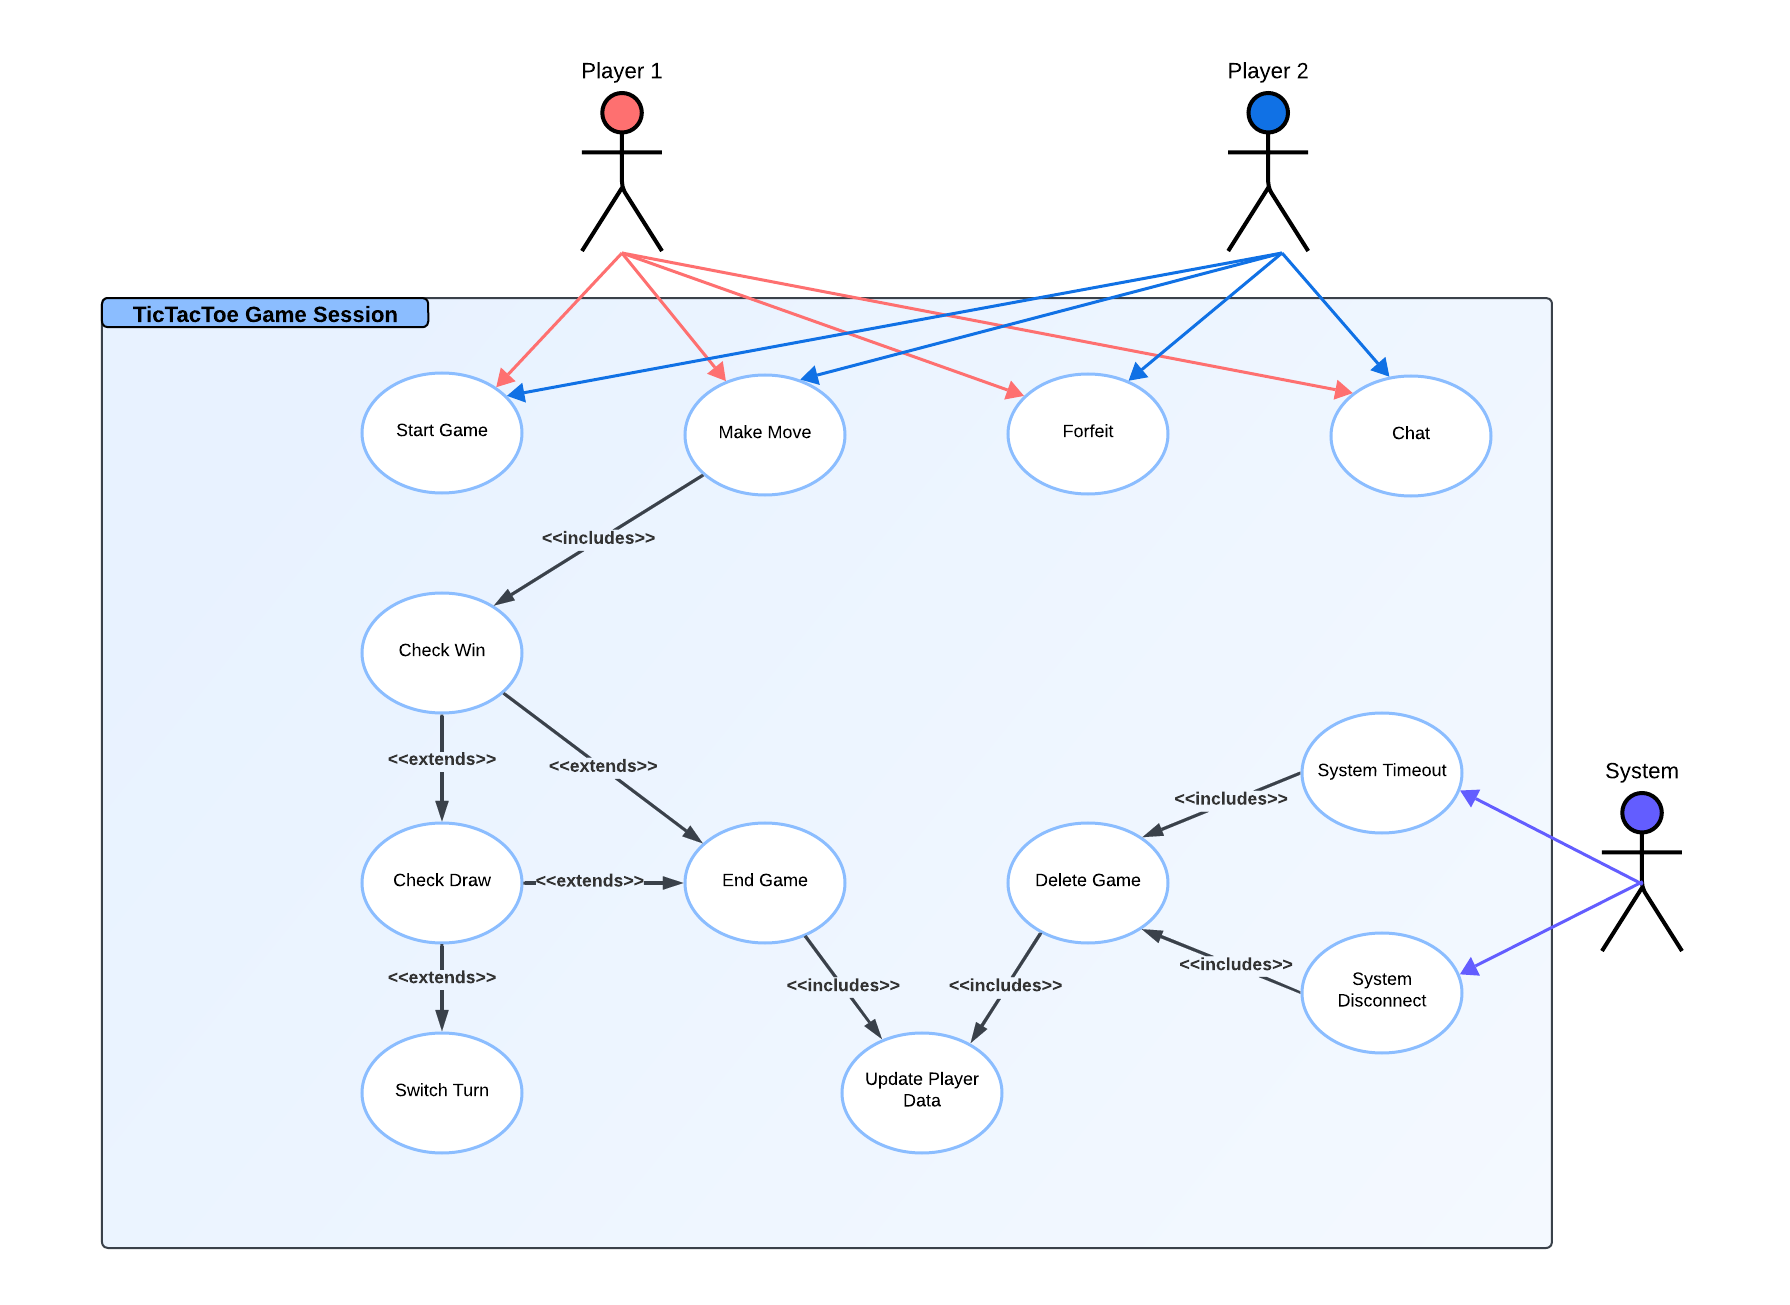 Player 1
Player 2
TicTacToe Game Session
Start Game
Make Move
Forfeit
Chat
<<includes>>
Check Win
<<extends>>
<<extends>>
System Timeout
System
<<includes>>
Check Draw
<<extends>>
End Game
Delete Game
<<extends>>
<<includes>>
<<includes>>
<<includes>>
System
Disconnect
Switch Turn
Update Player
Data